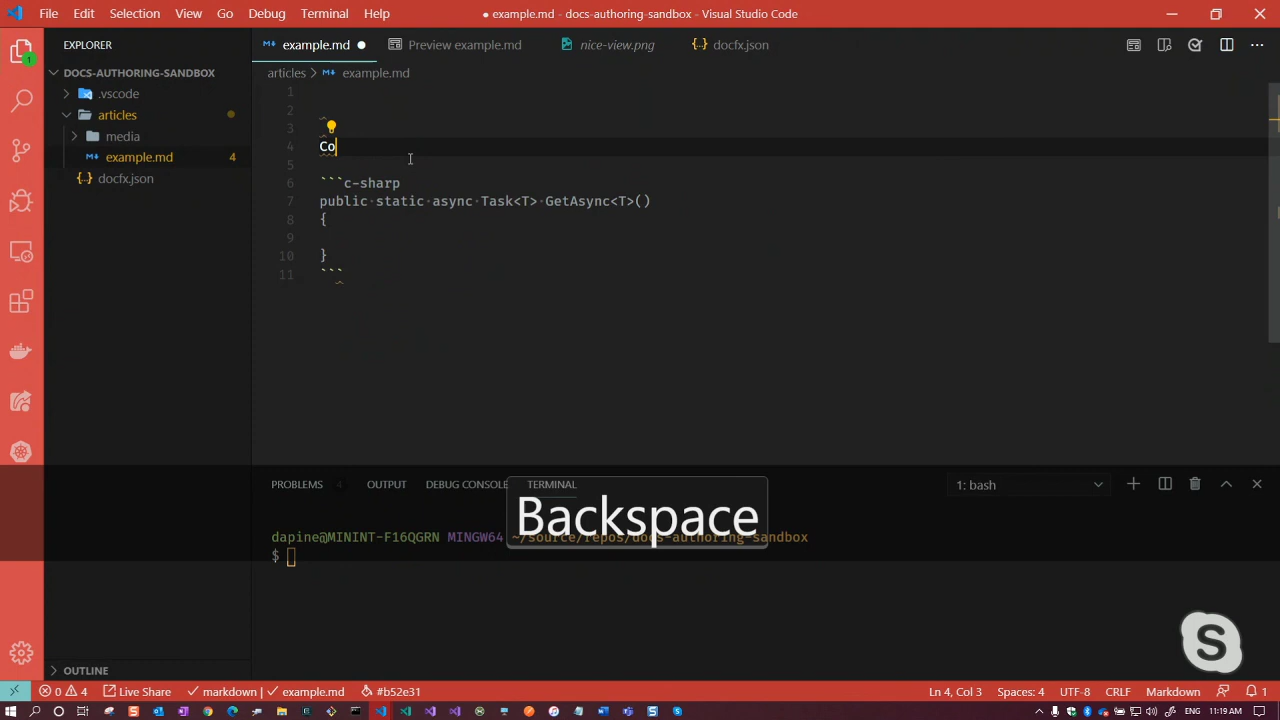 File Edit Selection View Go Debug Terminal Help ● example.md - docs-authoring-sandbox - Visual Studio Code
EXPLORER
example.md
Preview example.md
nice-view.png
docfx.json
DOCS-AUTHORING-SANDBOX
articles > example.md
.vscode
articles
media
example.md 4
docfx.json
1
2
3
4 Co
5
6 ```c-sharp
7 public static async Task<T> GetAsync<T>()
8 {
9
10 }
11 ```
PROBLEMS 4 OUTPUT DEBUG CONSOLE TERMINAL 1: bash
Backspace
dapine@MININT-F16QGRN MINGW64 ~/source/repos/docs-authoring-sandbox
$
OUTLINE
0 4 Live Share markdown | example.md #b52e31 Ln 4, Col 3 Spaces: 4 UTF-8 CRLF Markdown 1
ENG 11:19 AM